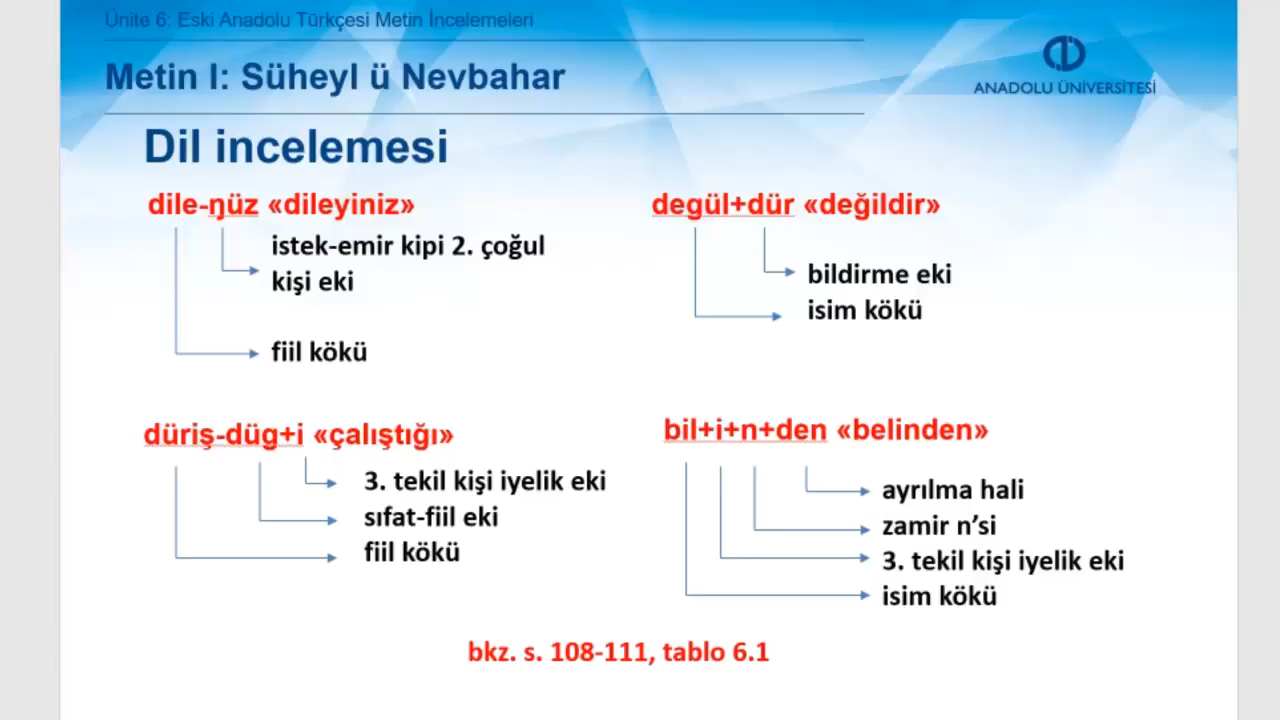 Ünite 6: Eski Anadolu Türkçesi Metin İncelemeleri
Metin I: Süheyl ü Nevbahar
ANADOLU ÜNİVERSİTESİ
Dil incelemesi
dile-ŋüz «dileyiniz»
istek-emir kipi 2. çoğul
kişi eki
fiil kökü
degül+dür «değildir»
bildirme eki
isim kökü
düriş-düg+i «çalıştığı»
3. tekil kişi iyelik eki
sıfat-fiil eki
fiil kökü
bil+i+n+den «belinden»
ayrılma hali
zamir n’si
3. tekil kişi iyelik eki
isim kökü
bkz. s. 108-111, tablo 6.1